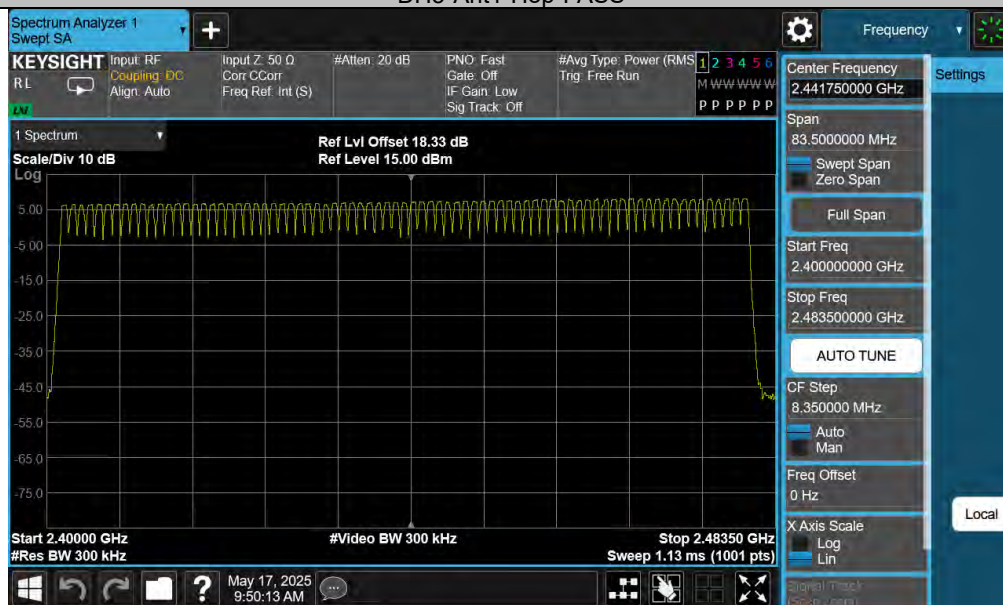 DH5-Ant1-Hop-PASS
Spectrum Analyzer 1
Swept SA
+
Frequency
KEYSIGHT
R L
LNI
Input: RF
Coupling: DC
Align: Auto
Input Z: 50 Ω
Corr CCorr
Freq Ref: Int (S)
#Atten: 20 dB
PNO: Fast
Gate: Off
IF Gain: Low
Sig Track: Off
#Avg Type: Power (RMS
Trig: Free Run
1 2 3 4 5 6
M W W W W W
P P P P P P
1 Spectrum
Scale/Div 10 dB
Log
Ref Lvl Offset 18.33 dB
Ref Level 15.00 dBm
5.00
-5.00
-15.0
-25.0
-35.0
-45.0
-55.0
-65.0
-75.0
Start 2.40000 GHz
#Res BW 300 kHz
#Video BW 300 kHz
Stop 2.48350 GHz
Sweep 1.13 ms (1001 pts)
Center Frequency
2.441750000 GHz
Span
83.5000000 MHz
Swept Span
Zero Span
Full Span
Start Freq
2.400000000 GHz
Stop Freq
2.483500000 GHz
AUTO TUNE
CF Step
8.350000 MHz
Auto
Man
Freq Offset
0 Hz
X Axis Scale
Log
Lin
Signal Track
Settings
Local
?
May 17, 2025
9:50:13 AM